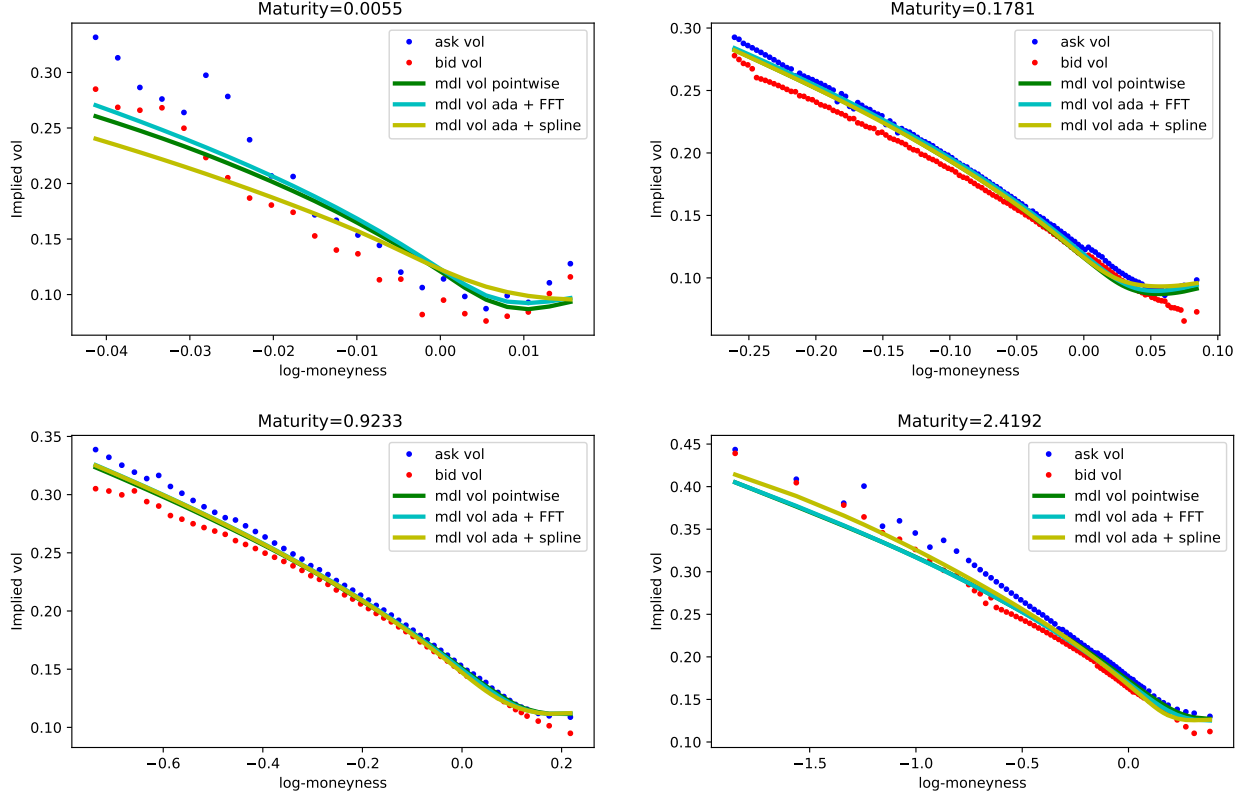 Maturity=0.0055
Implied vol
0.30
0.25
0.20
0.15
0.10
ask vol
bid vol
mdl vol pointwise
mdl vol ada + FFT
mdl vol ada + spline
−0.04 −0.03 −0.02 −0.01 0.00 0.01
log-moneyness
Maturity=0.1781
Implied vol
0.30
0.25
0.20
0.15
0.10
ask vol
bid vol
mdl vol pointwise
mdl vol ada + FFT
mdl vol ada + spline
−0.25 −0.20 −0.15 −0.10 −0.05 0.00 0.05 0.10
log-moneyness
Maturity=0.9233
Implied vol
0.35
0.30
0.25
0.20
0.15
0.10
ask vol
bid vol
mdl vol pointwise
mdl vol ada + FFT
mdl vol ada + spline
−0.6 −0.4 −0.2 0.0 0.2
log-moneyness
Maturity=2.4192
Implied vol
0.45
0.40
0.35
0.30
0.25
0.20
0.15
0.10
ask vol
bid vol
mdl vol pointwise
mdl vol ada + FFT
mdl vol ada + spline
−1.5 −1.0 −0.5 0.0
log-moneyness